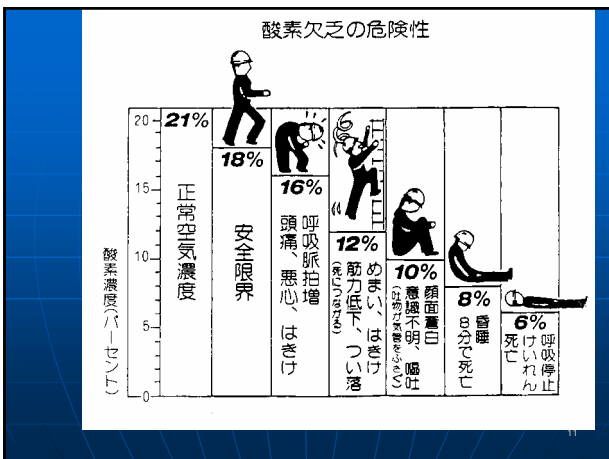 酸素欠乏の危険性
酸素濃度(パーセント)
20
15
10
5
0
21%
正常空気濃度
18%
安全限界
16%
呼吸脈拍増
頭痛、悪心、はきけ
12%
めまい、はきけ
筋力低下、つい落
(死につながる)
10%
顔面蒼白
意識不明、嘔吐
(吐物が気管をふさぐ)
8%
昏睡
8分で死亡
6%
呼吸停止
けいれん
死亡
11